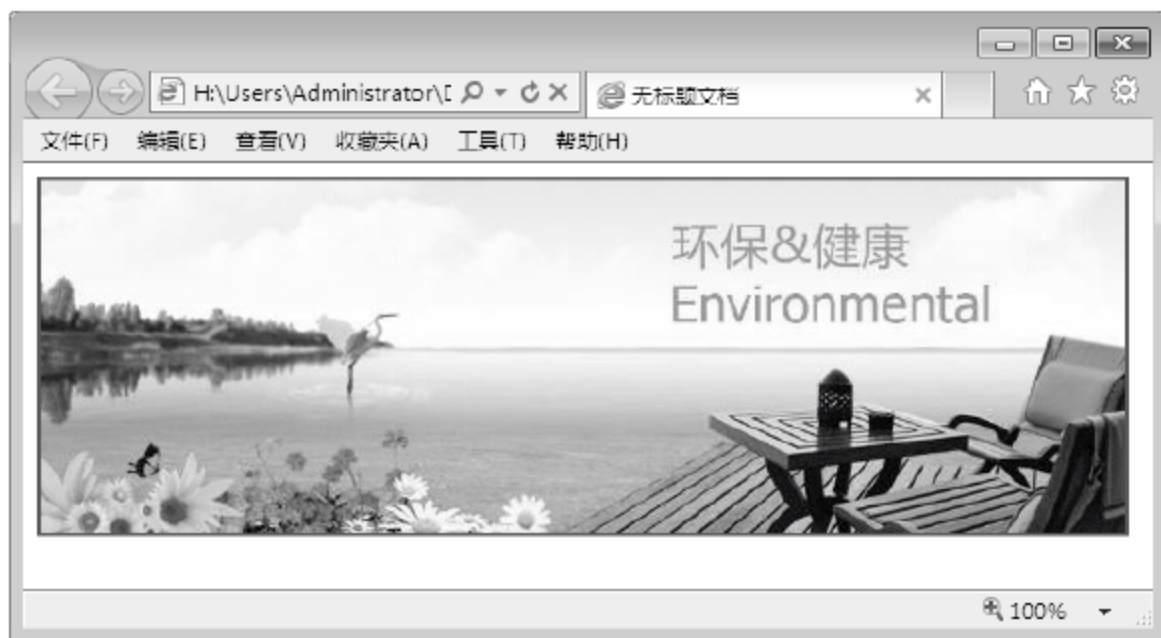 H:\Users\Administrator\D
无标题文档
文件(F) 编辑(E) 查看(V) 收藏夹(A) 工具(T) 帮助(H)
环保&健康
Environmental
100%